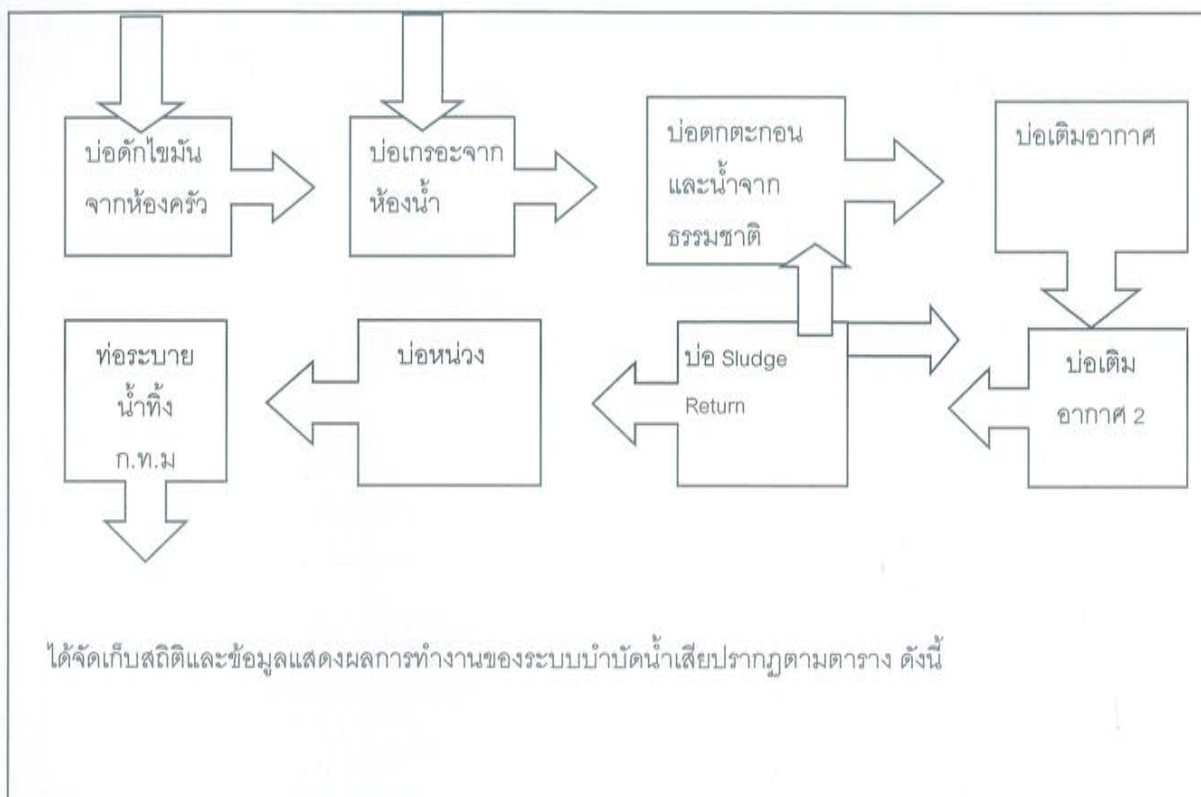 บ่อดักไขมัน
จากห้องครัว
บ่อเกรอะจาก
ห้องน้ำ
บ่อตกตะกอน
และน้ำจาก
ธรรมชาติ
บ่อเติมอากาศ
ท่อระบาย
น้ำทิ้ง
ก.ท.ม
บ่อหน่วง
บ่อ Sludge
Return
บ่อเติม
อากาศ 2
ได้จัดเก็บสถิติและข้อมูลแสดงผลการทำงานของระบบบำบัดน้ำเสียปรากฏตามตาราง ดังนี้